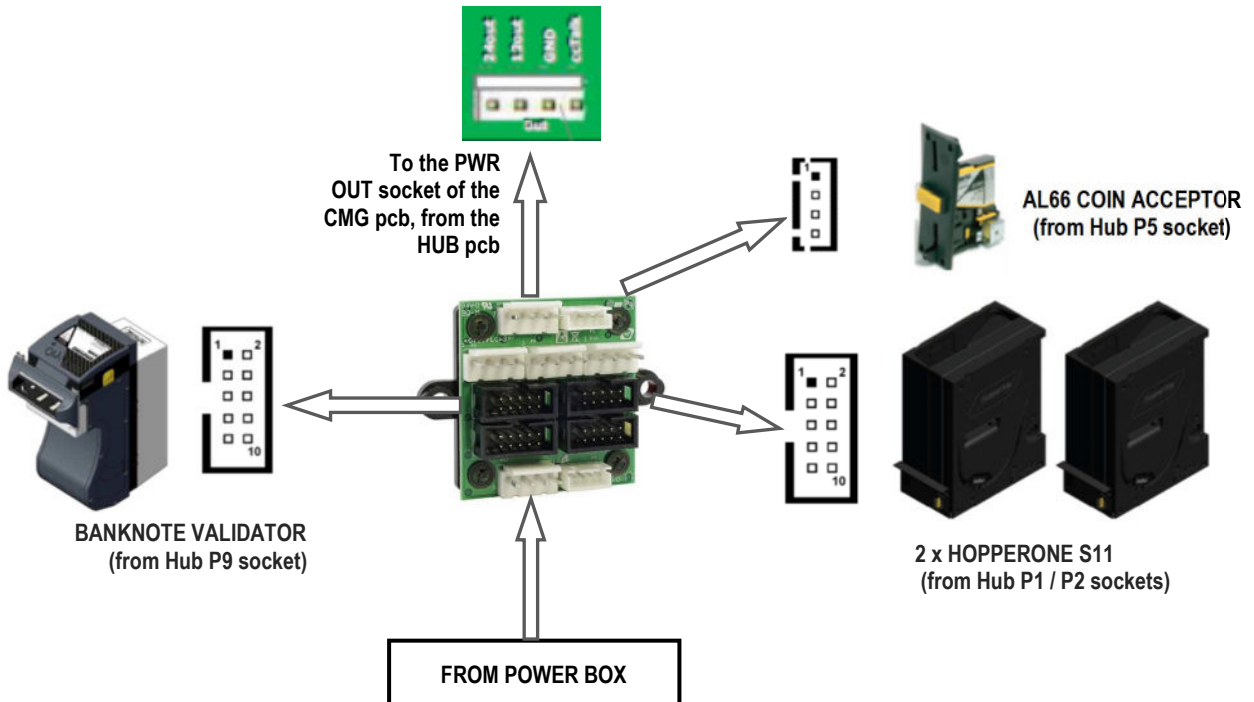 24out 12out GND ccTalk
Out
To the PWR
OUT socket of the
CMG pcb, from the
HUB pcb
1
AL66 COIN ACCEPTOR
(from Hub P5 socket)
1 2
10
BANKNOTE VALIDATOR
(from Hub P9 socket)
1 2
10
2 x HOPPERONE S11
(from Hub P1 / P2 sockets)
FROM POWER BOX